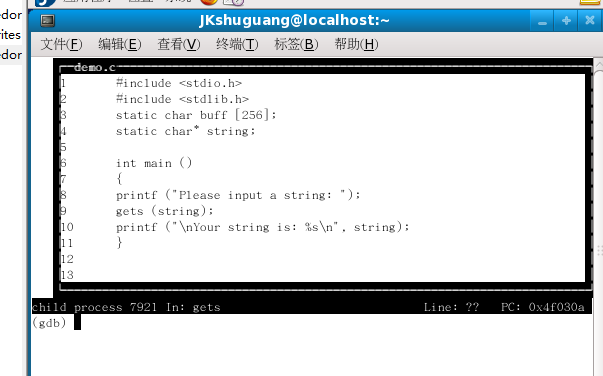 edor
rites
edor
JKshuguang@localhost:~
文件(F) 编辑(E) 查看(V) 终端(T) 标签(B) 帮助(H)
demo.c
1 #include <stdio.h>
2 #include <stdlib.h>
3 static char buff [256];
4 static char* string;
5
6 int main ()
7 {
8 printf ("Please input a string: ");
9 gets (string);
10 printf ("\nYour string is: %s\n", string);
11 }
12
13
child process 7921 In: gets Line: ?? PC: 0x4f030a
(gdb)